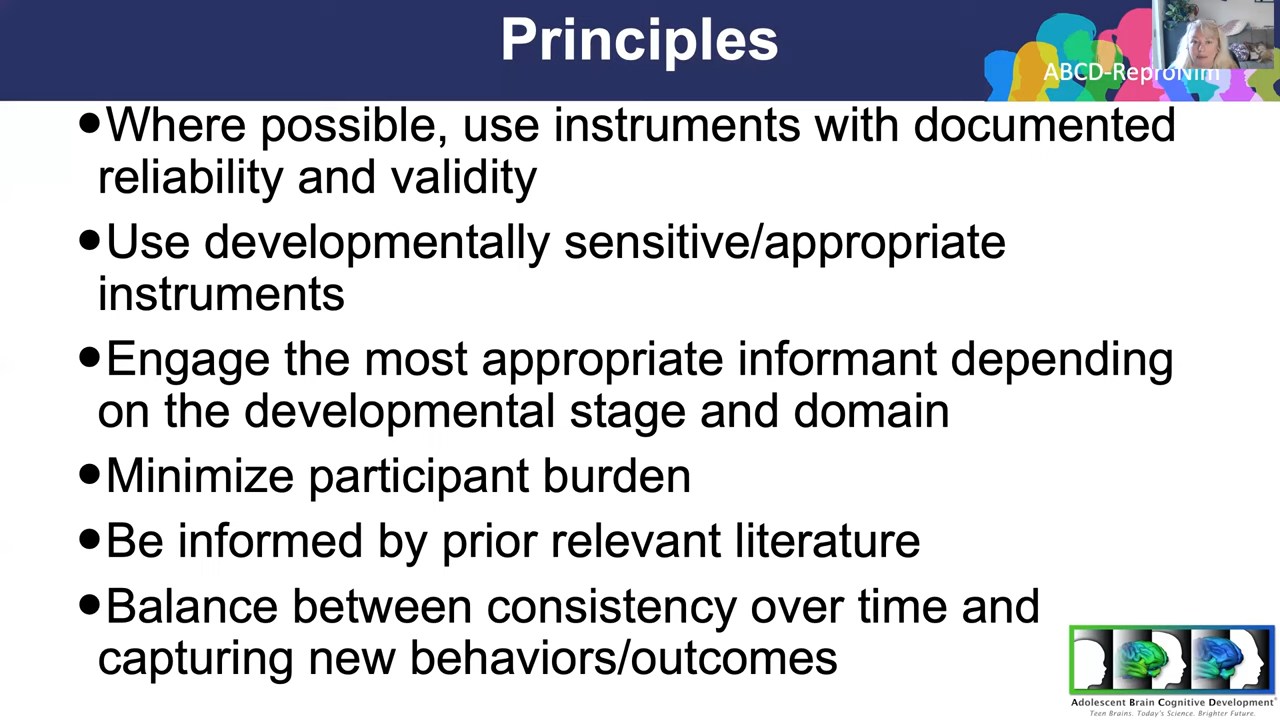 Principles
ABCD-ReproNim
●Where possible, use instruments with documented
reliability and validity
●Use developmentally sensitive/appropriate
instruments
●Engage the most appropriate informant depending
on the developmental stage and domain
●Minimize participant burden
●Be informed by prior relevant literature
●Balance between consistency over time and
capturing new behaviors/outcomes
Adolescent Brain Cognitive Development®
Teen Brains. Today's Science. Brighter Future.